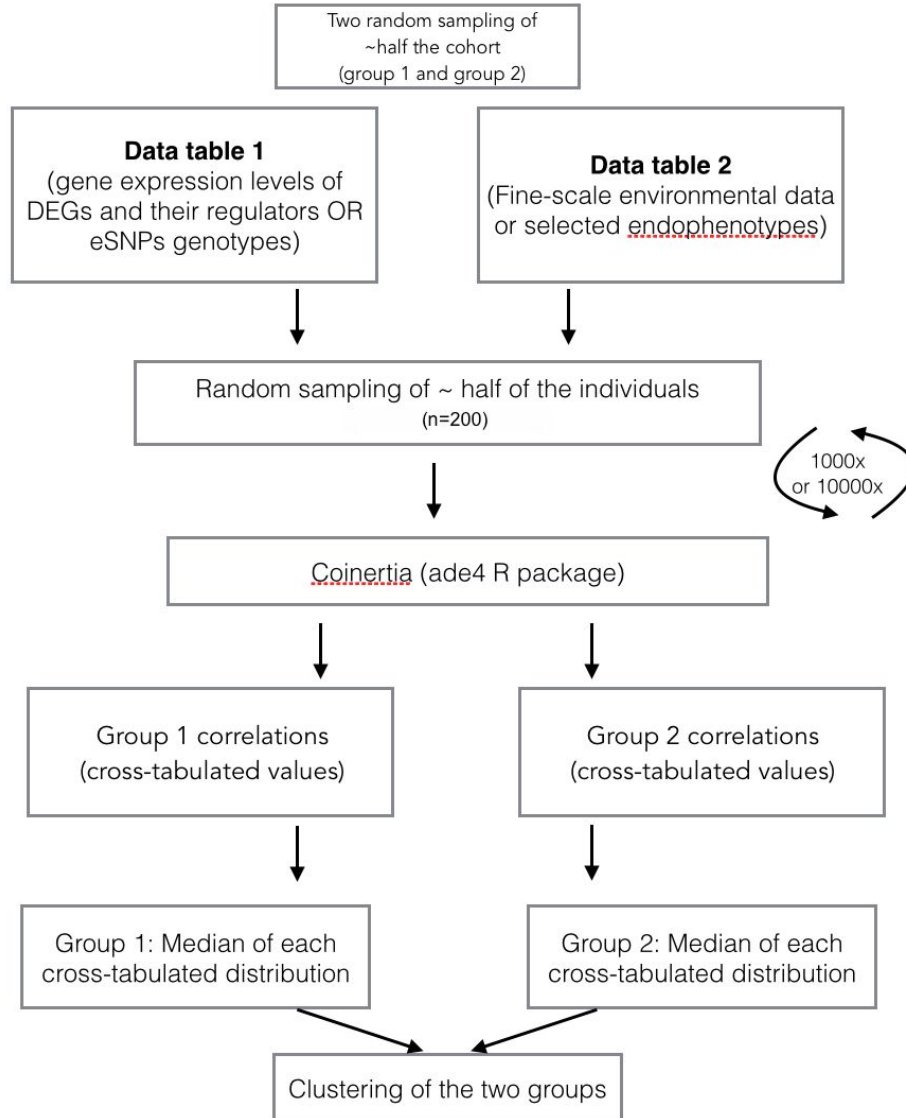 Two random sampling of
~half the cohort
(group 1 and group 2)
Data table 1
(gene expression levels of
DEGs and their regulators OR
eSNPs genotypes)
Data table 2
(Fine-scale environmental data
or selected endophenotypes)
Random sampling of ~ half of the individuals
(n=200)
1000x
or 10000x
Coinertia (ade4 R package)
Group 1 correlations
(cross-tabulated values)
Group 2 correlations
(cross-tabulated values)
Group 1: Median of each
cross-tabulated distribution
Group 2: Median of each
cross-tabulated distribution
Clustering of the two groups